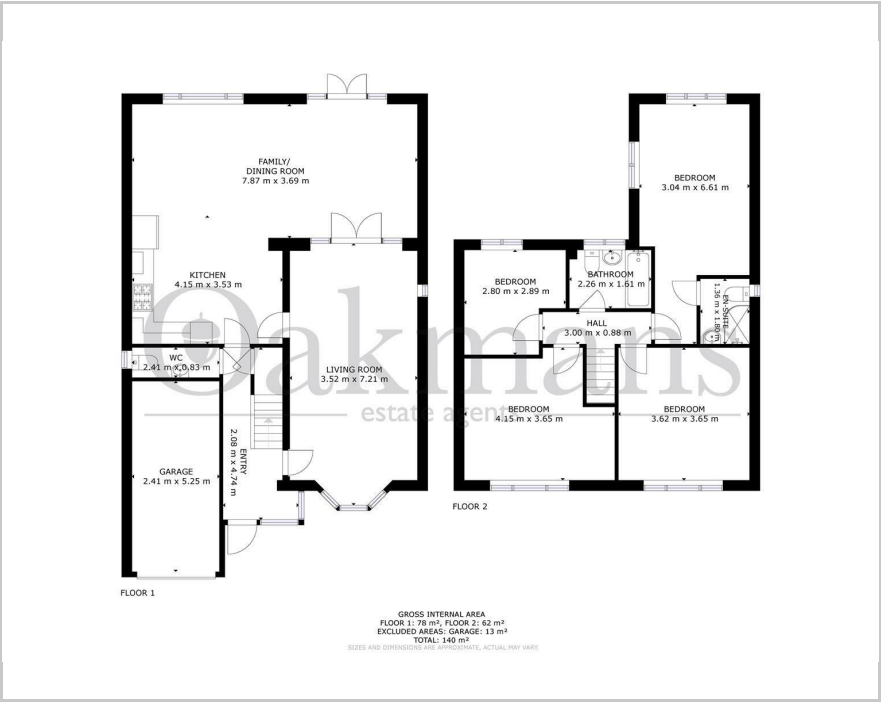 FAMILY/
DINING ROOM
7.87 m x 3.69 m
KITCHEN
4.15 m x 3.53 m
WC
2.41 m x 0.83 m
LIVING ROOM
3.52 m x 7.21 m
ENTRY
2.08 m x 4.74 m
GARAGE
2.41 m x 5.25 m
FLOOR 1
BEDROOM
3.04 m x 6.61 m
BEDROOM
2.80 m x 2.89 m
BATHROOM
2.26 m x 1.61 m
EN-SUITE
1.36 m x 1.80 m
HALL
3.00 m x 0.88 m
BEDROOM
4.15 m x 3.65 m
BEDROOM
3.62 m x 3.65 m
FLOOR 2
Oakmans
estate agent
GROSS INTERNAL AREA
FLOOR 1: 78 m², FLOOR 2: 62 m²
EXCLUDED AREAS: GARAGE: 13 m²
TOTAL: 140 m²
SIZES AND DIMENSIONS ARE APPROXIMATE, ACTUAL MAY VARY.